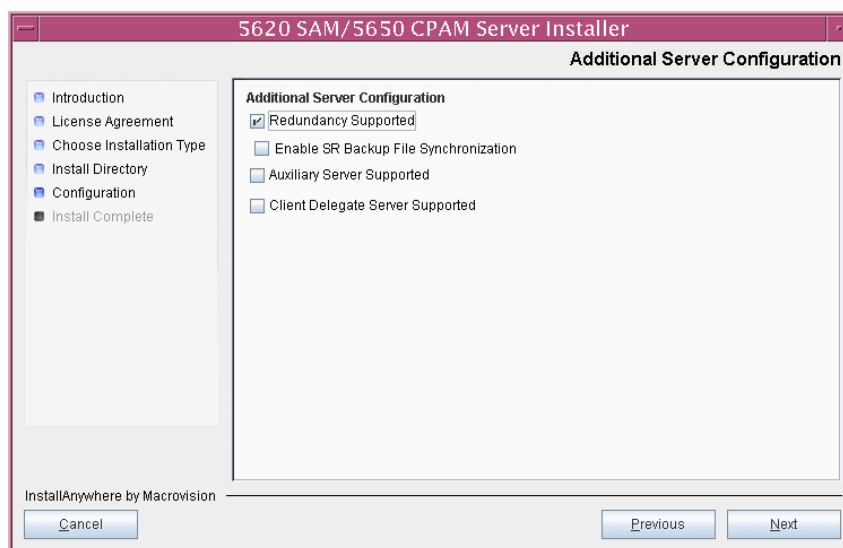 5620 SAM/5650 CPAM Server Installer
Additional Server Configuration
Introduction
License Agreement
Choose Installation Type
Install Directory
Configuration
Install Complete
Additional Server Configuration
Redundancy Supported
Enable SR Backup File Synchronization
Auxiliary Server Supported
Client Delegate Server Supported
InstallAnywhere by Macrovision
Cancel
Previous
Next